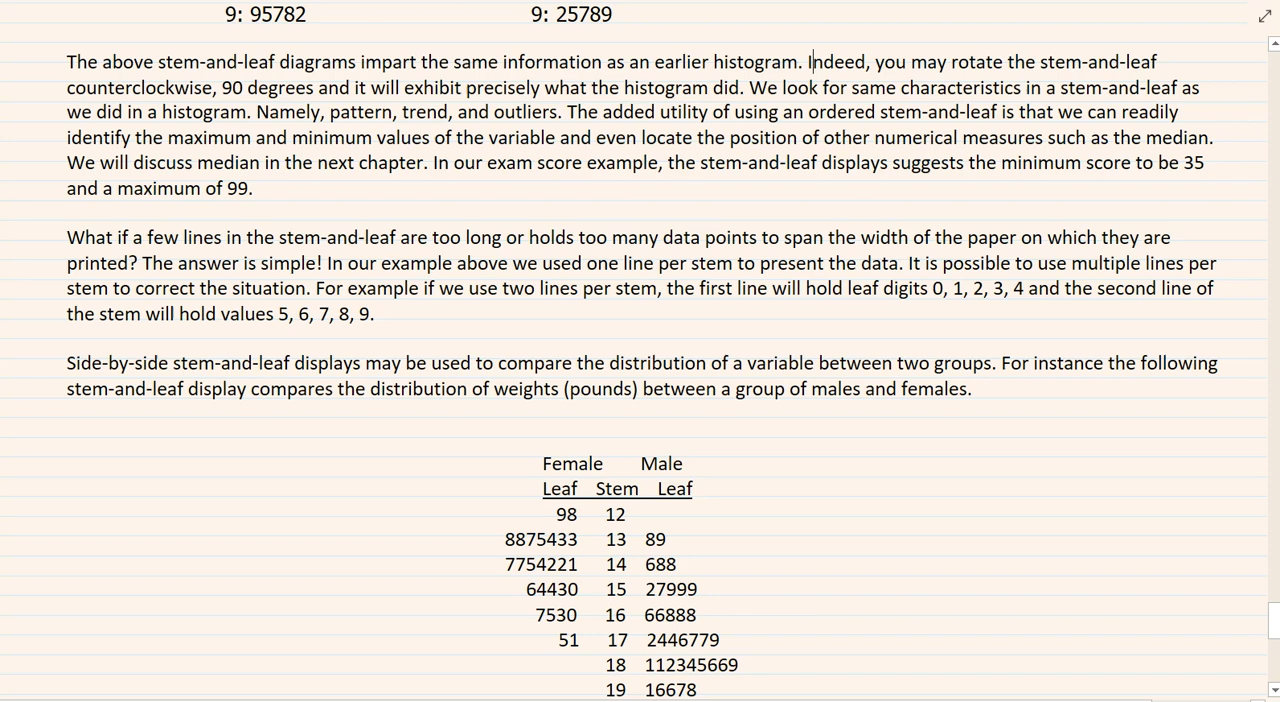 9: 95782 9: 25789
The above stem-and-leaf diagrams impart the same information as an earlier histogram. Indeed, you may rotate the stem-and-leaf
counterclockwise, 90 degrees and it will exhibit precisely what the histogram did. We look for same characteristics in a stem-and-leaf as
we did in a histogram. Namely, pattern, trend, and outliers. The added utility of using an ordered stem-and-leaf is that we can readily
identify the maximum and minimum values of the variable and even locate the position of other numerical measures such as the median.
We will discuss median in the next chapter. In our exam score example, the stem-and-leaf displays suggests the minimum score to be 35
and a maximum of 99.
What if a few lines in the stem-and-leaf are too long or holds too many data points to span the width of the paper on which they are
printed? The answer is simple! In our example above we used one line per stem to present the data. It is possible to use multiple lines per
stem to correct the situation. For example if we use two lines per stem, the first line will hold leaf digits 0, 1, 2, 3, 4 and the second line of
the stem will hold values 5, 6, 7, 8, 9.
Side-by-side stem-and-leaf displays may be used to compare the distribution of a variable between two groups. For instance the following
stem-and-leaf display compares the distribution of weights (pounds) between a group of males and females.
Female Male
Leaf Stem Leaf
98 12
8875433 13 89
7754221 14 688
64430 15 27999
7530 16 66888
51 17 2446779
18 112345669
19 16678